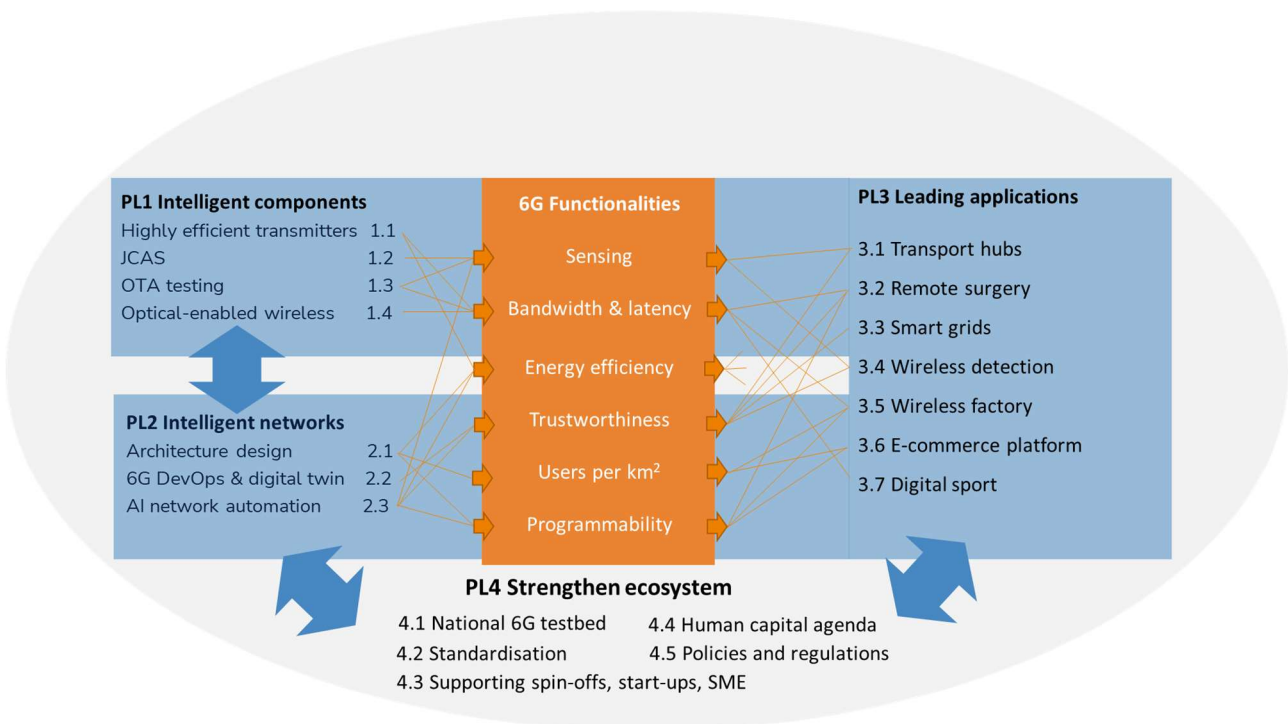 PL1 Intelligent components
Highly efficient transmitters 1.1
JCAS 1.2
OTA testing 1.3
Optical-enabled wireless 1.4
PL2 Intelligent networks
Architecture design 2.1
6G DevOps & digital twin 2.2
AI network automation 2.3
6G Functionalities
Sensing
Bandwidth & latency
Energy efficiency
Trustworthiness
Users per km²
Programmability
PL3 Leading applications
3.1 Transport hubs
3.2 Remote surgery
3.3 Smart grids
3.4 Wireless detection
3.5 Wireless factory
3.6 E-commerce platform
3.7 Digital sport
PL4 Strengthen ecosystem
4.1 National 6G testbed
4.2 Standardisation
4.3 Supporting spin-offs, start-ups, SME
4.4 Human capital agenda
4.5 Policies and regulations